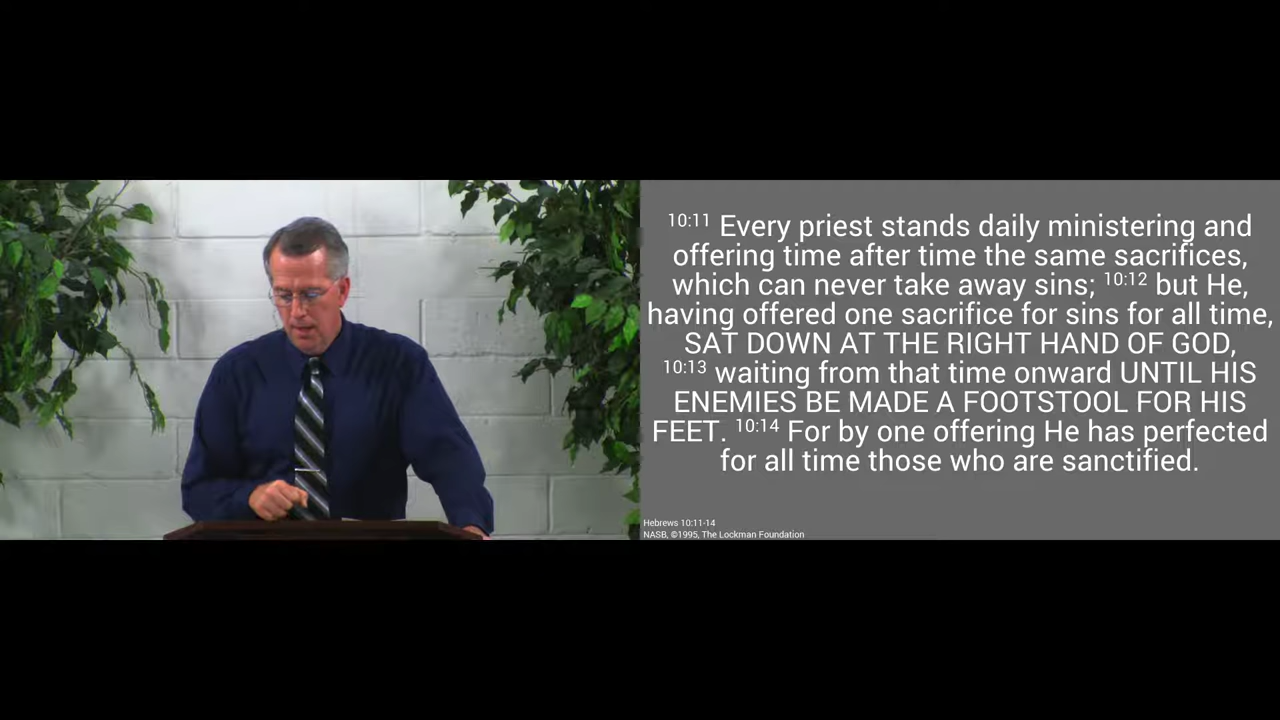 10:11 Every priest stands daily ministering and
offering time after time the same sacrifices,
which can never take away sins; 10:12 but He,
having offered one sacrifice for sins for all time,
SAT DOWN AT THE RIGHT HAND OF GOD,
10:13 waiting from that time onward UNTIL HIS
ENEMIES BE MADE A FOOTSTOOL FOR HIS
FEET. 10:14 For by one offering He has perfected
for all time those who are sanctified.
Hebrews 10:11-14
NASB, ©1995, The Lockman Foundation